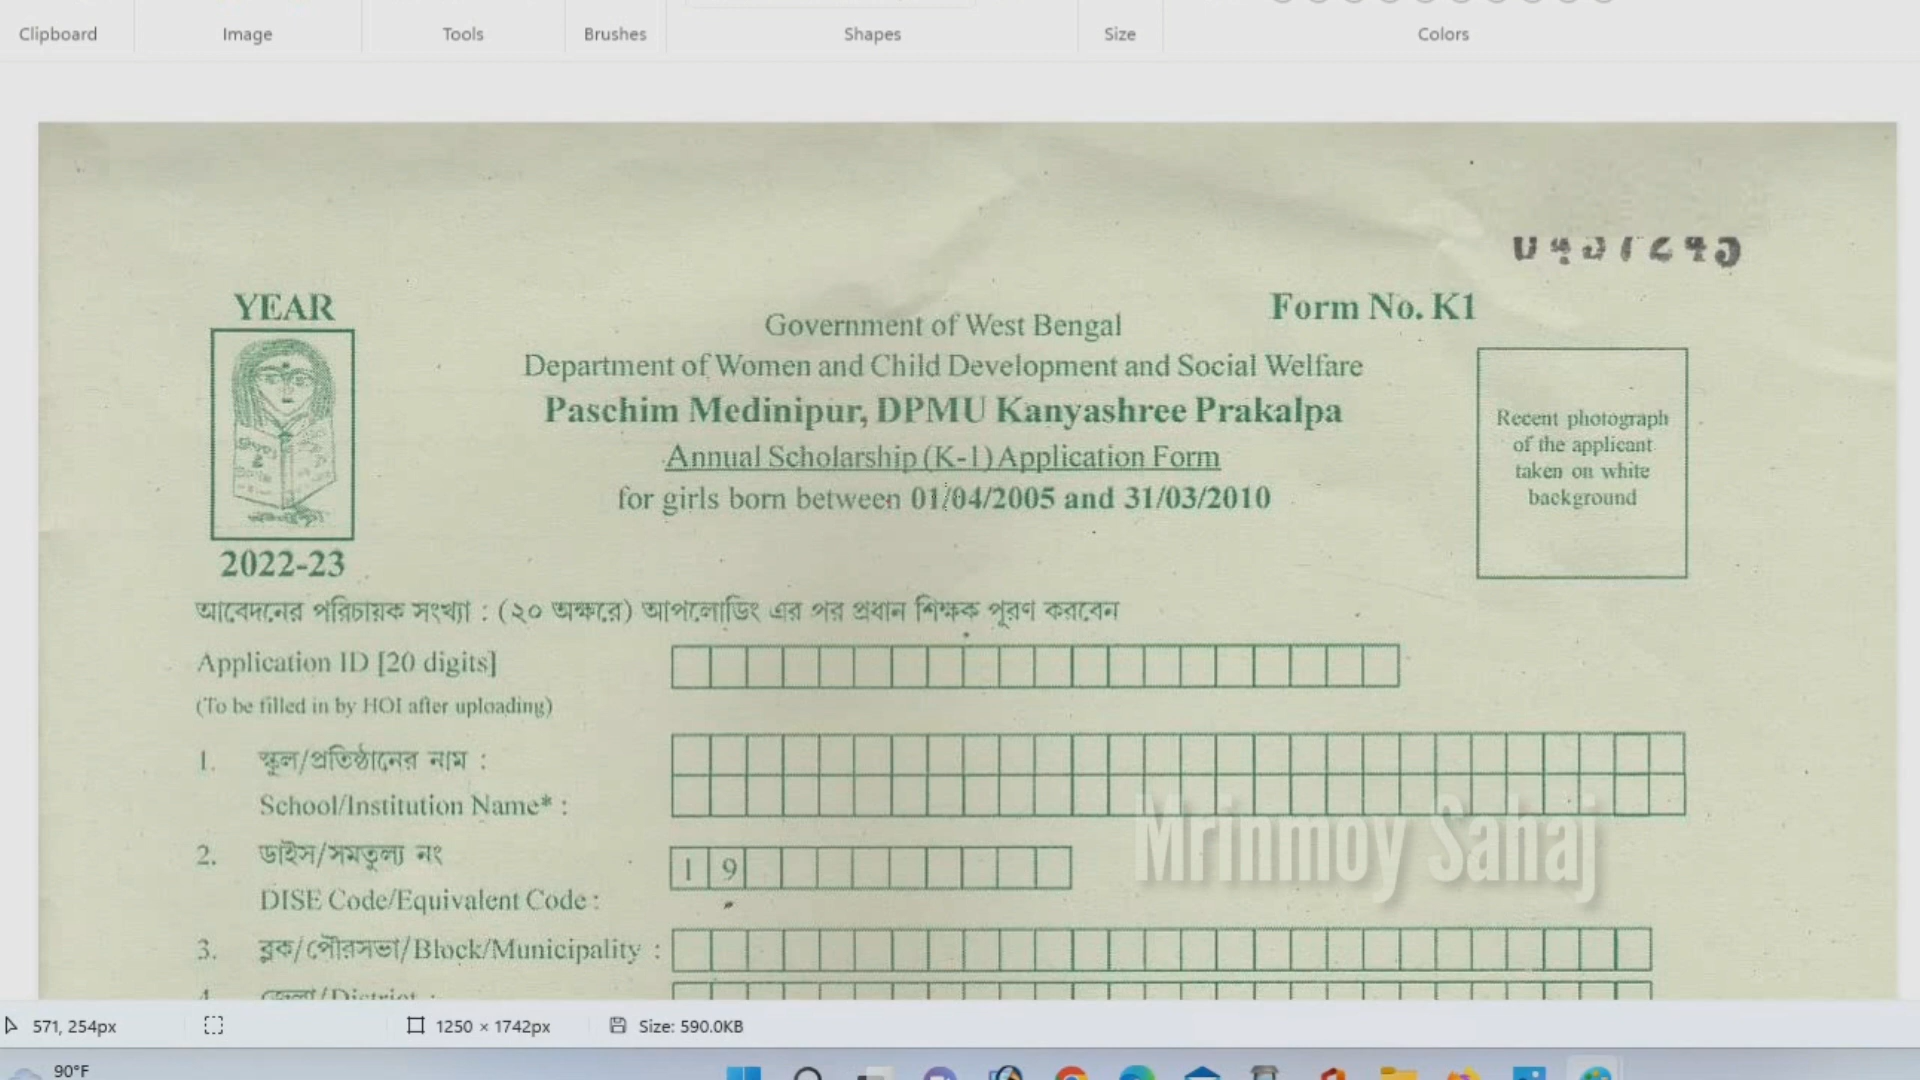 Clipboard Image Tools Brushes Shapes Size Colors
YEAR
Form No. K1
Government of West Bengal
Department of Women and Child Development and Social Welfare
Paschim Medinipur, DPMU Kanyashree Prakalpa
Annual Scholarship (K-1) Application Form
for girls born between 01/04/2005 and 31/03/2010
Recent photograph
of the applicant
taken on white
background
2022-23
আবেদনের পরিচায়ক সংখ্যা : (২০ অক্ষরে) আপলোডিং এর পর প্রধান শিক্ষক পূরণ করবেন
Application ID [20 digits]
(To be filled in by HOI after uploading)
1. স্কুল/প্রতিষ্ঠানের নাম :
School/Institution Name* :
Mrinmoy Sahaj
2. ডাইস/সমতুল্য নং
1 9
DISE Code/Equivalent Code :
3. ব্লক/পৌরসভা/Block/Municipality :
4. জেলা/District :
571, 254px 1250 × 1742px Size: 590.0KB
90°F